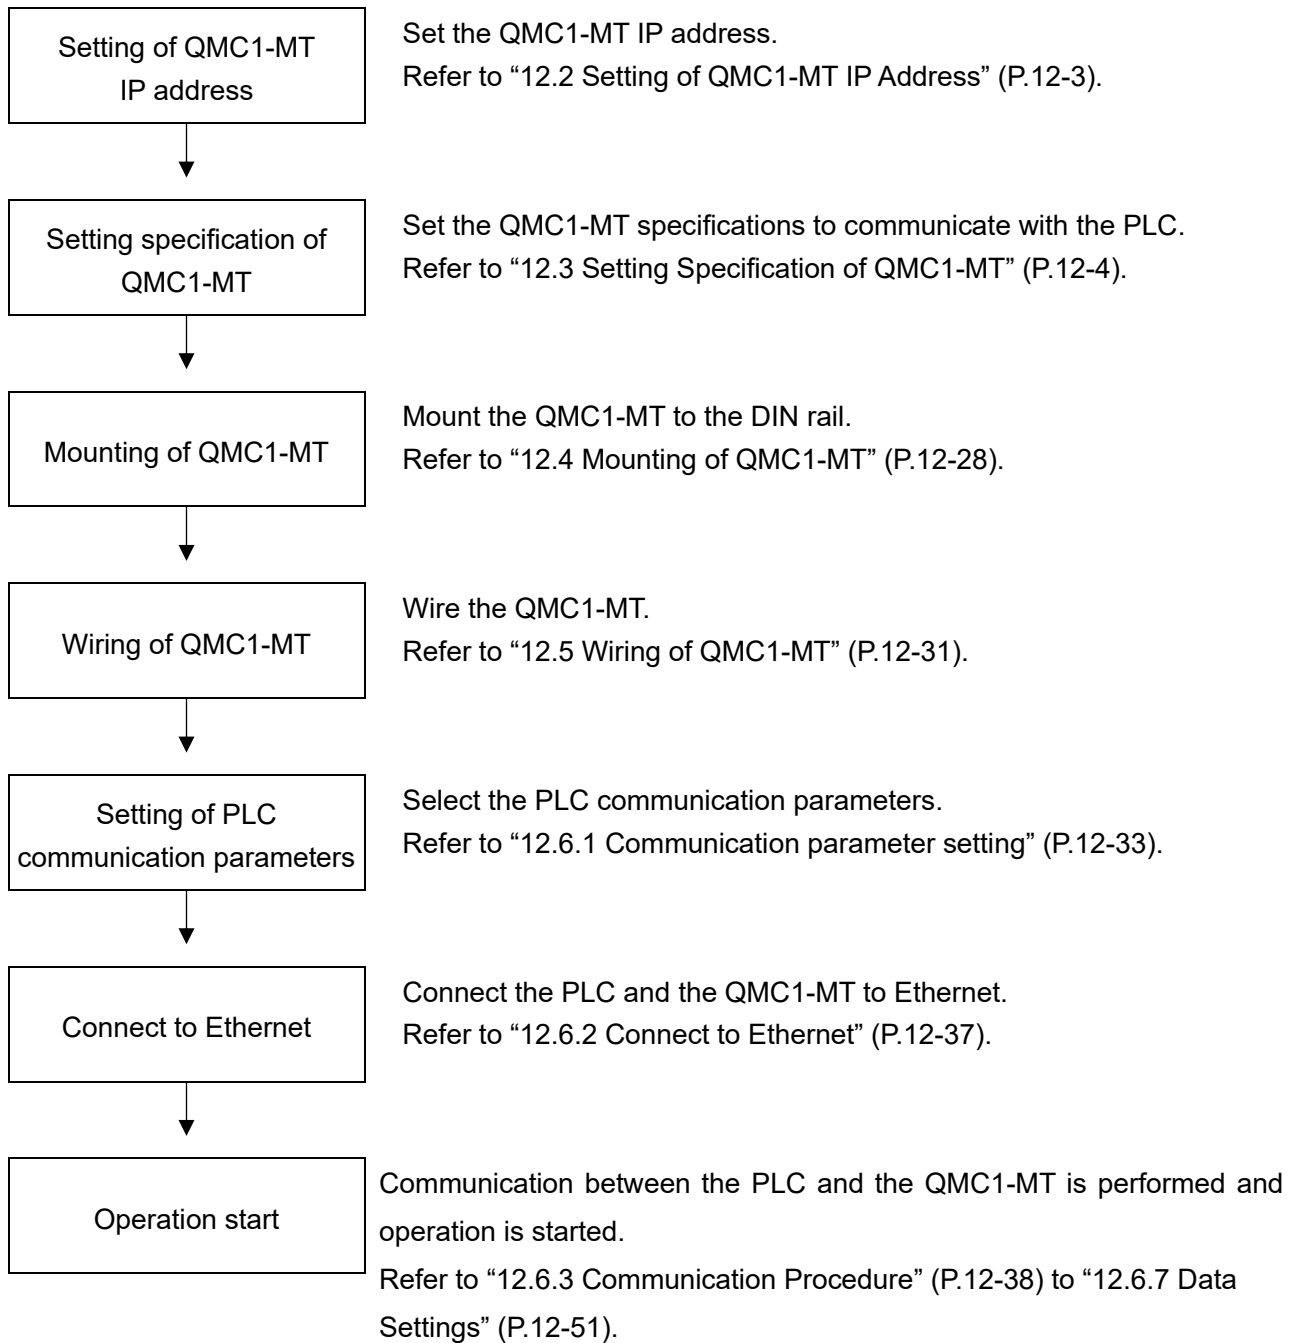 Setting of QMC1-MT
IP address
Set the QMC1-MT IP address.
Refer to “12.2 Setting of QMC1-MT IP Address” (P.12-3).
Setting specification of
QMC1-MT
Set the QMC1-MT specifications to communicate with the PLC.
Refer to “12.3 Setting Specification of QMC1-MT” (P.12-4).
Mounting of QMC1-MT
Mount the QMC1-MT to the DIN rail.
Refer to “12.4 Mounting of QMC1-MT” (P.12-28).
Wiring of QMC1-MT
Wire the QMC1-MT.
Refer to “12.5 Wiring of QMC1-MT” (P.12-31).
Setting of PLC
communication parameters
Select the PLC communication parameters.
Refer to “12.6.1 Communication parameter setting” (P.12-33).
Connect to Ethernet
Connect the PLC and the QMC1-MT to Ethernet.
Refer to “12.6.2 Connect to Ethernet” (P.12-37).
Operation start
Communication between the PLC and the QMC1-MT is performed and
operation is started.
Refer to “12.6.3 Communication Procedure” (P.12-38) to “12.6.7 Data
Settings” (P.12-51).